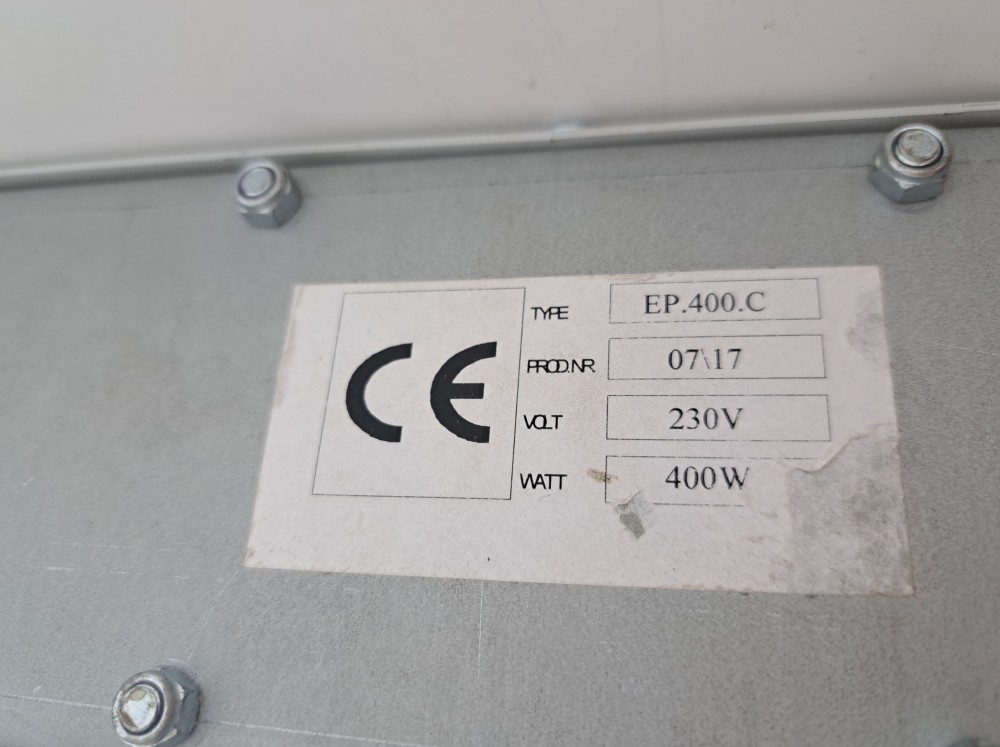 CE
TYPE EP.400.C
PROD.NR 07\17
VOLT 230V
WATT 400W